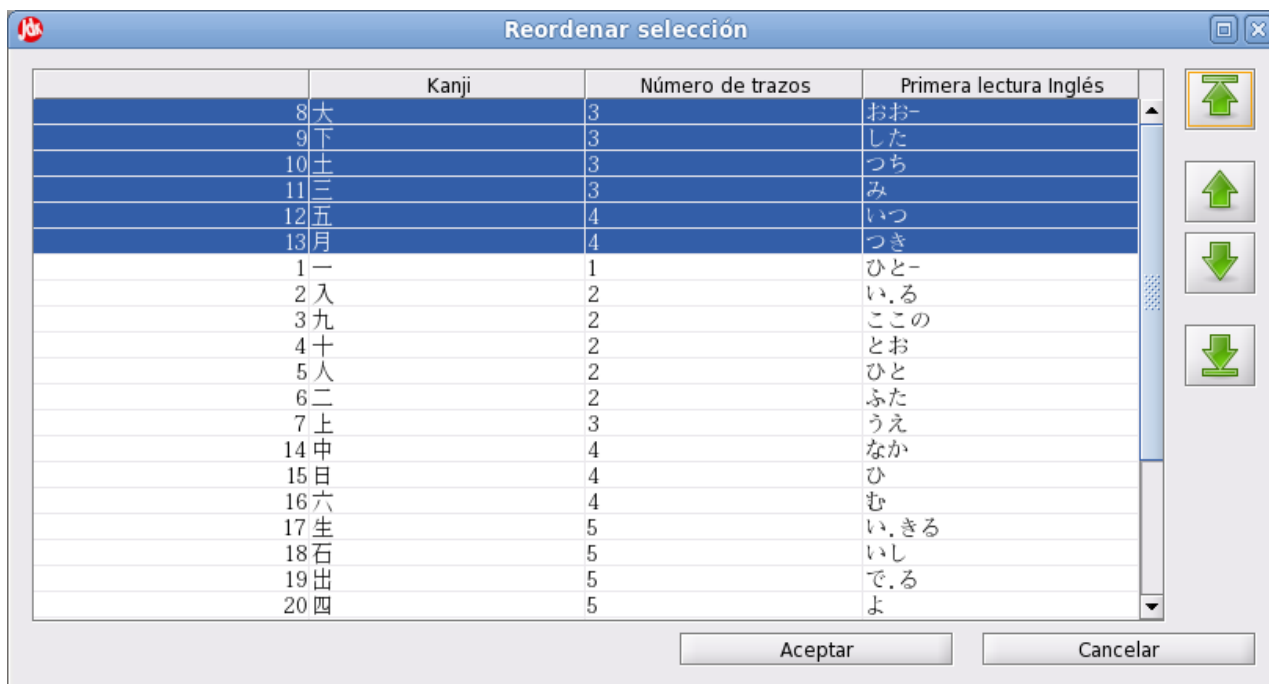 Jdk
Reordenar selección
Kanji Número de trazos Primera lectura Inglés
8 大 3 おお-
9 下 3 した
10 土 3 つち
11 三 3 み
12 五 4 いつ
13 月 4 つき
1 一 1 ひと-
2 入 2 い.る
3 九 2 ここの
4 十 2 とお
5 人 2 ひと
6 二 2 ふた
7 上 3 うえ
14 中 4 なか
15 日 4 ひ
16 六 4 む
17 生 5 い.きる
18 石 5 いし
19 出 5 で.る
20 四 5 よ
Aceptar Cancelar